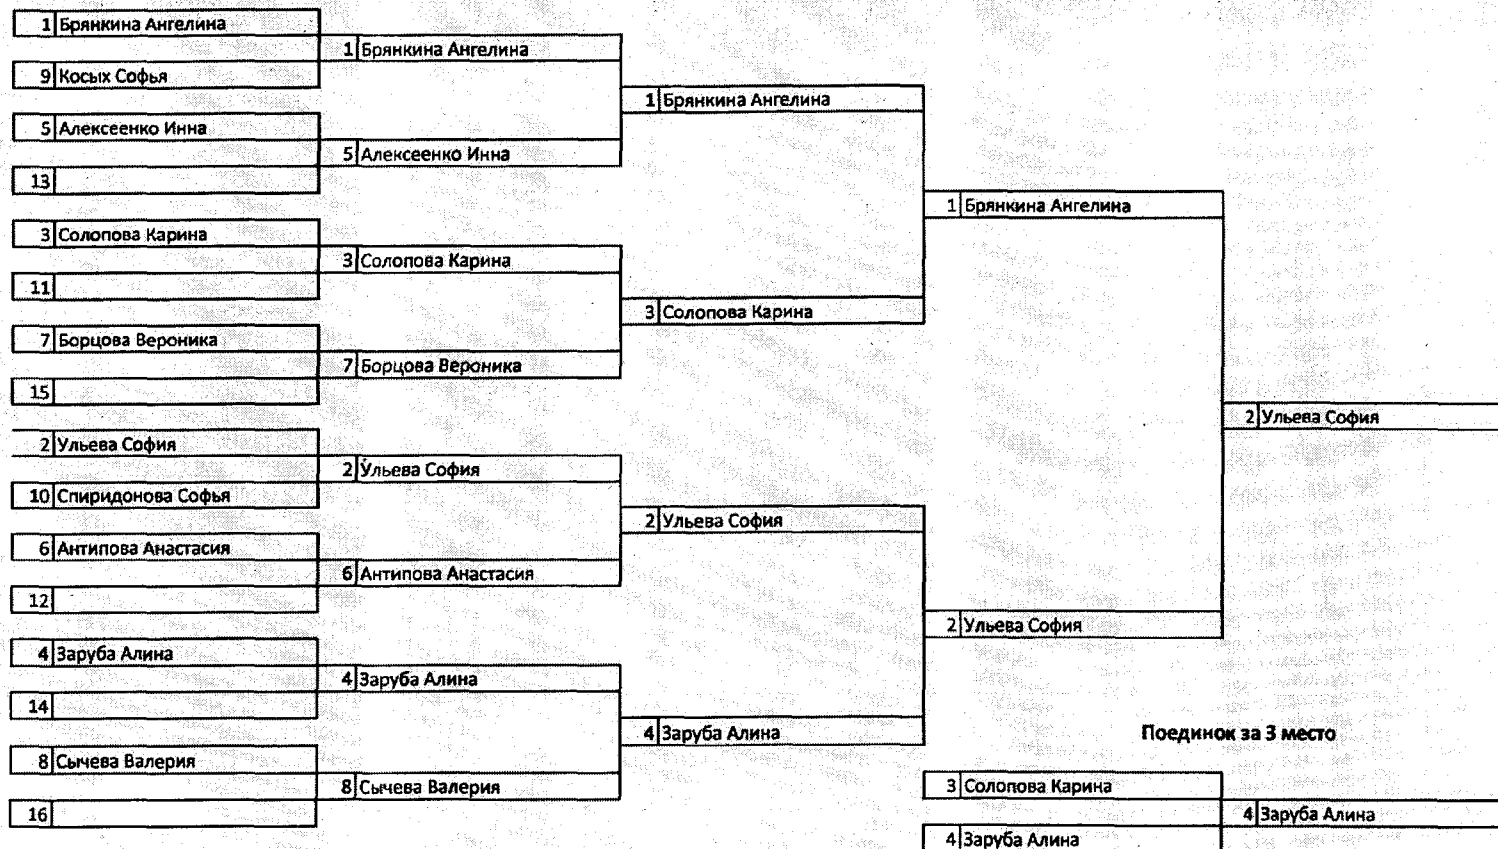 1 Брянкина Ангелина
1 Брянкина Ангелина
9 Косых Софья
1 Брянкина Ангелина
5 Алексеенко Инна
5 Алексеенко Инна
13
1 Брянкина Ангелина
3 Солопова Карина
3 Солопова Карина
11
3 Солопова Карина
7 Борцова Вероника
7 Борцова Вероника
15
2 Ульева София
2 Ульева София
2 Ульева София
10 Спиридонова Софья
2 Ульева София
6 Антипова Анастасия
6 Антипова Анастасия
12
2 Ульева София
4 Заруба Алина
4 Заруба Алина
14
4 Заруба Алина
Поединок за 3 место
8 Сычева Валерия
8 Сычева Валерия
3 Солопова Карина
16
4 Заруба Алина
4 Заруба Алина